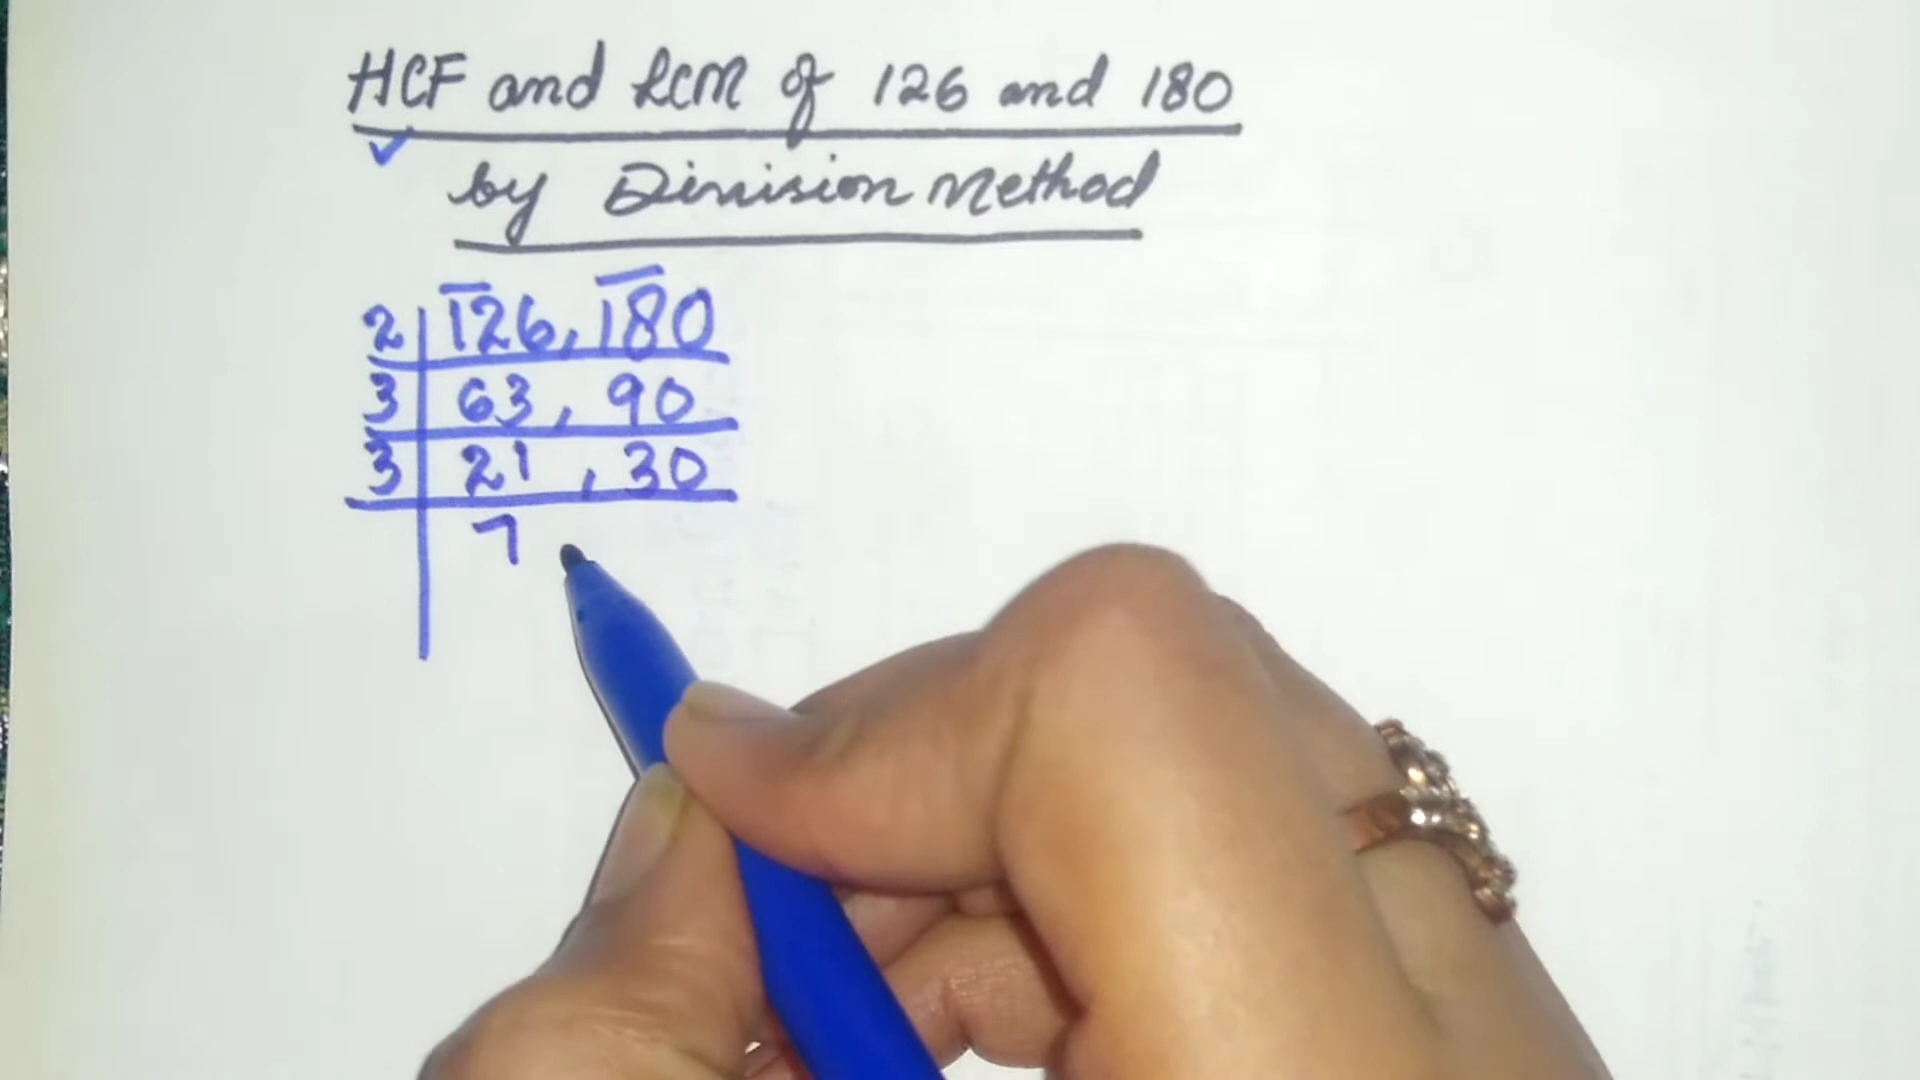 HCF and LCM of 126 and 180
by Division Method
2 | 126, 180
3 | 63, 90
3 | 21, 30
7